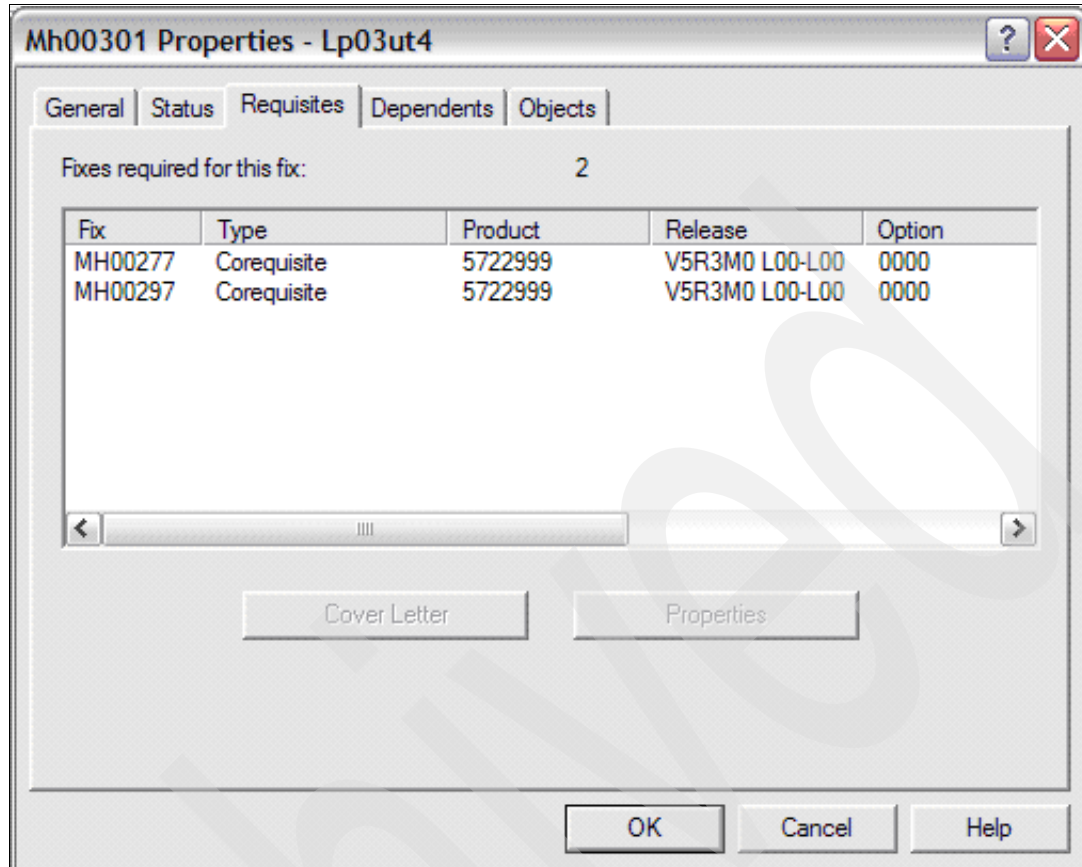 Mh00301 Properties - Lp03ut4
General Status Requisites Dependents Objects
Fixes required for this fix: 2
Fix Type Product Release Option
MH00277 Corequisite 5722999 V5R3M0 L00-L00 0000
MH00297 Corequisite 5722999 V5R3M0 L00-L00 0000
Cover Letter Properties
OK Cancel Help